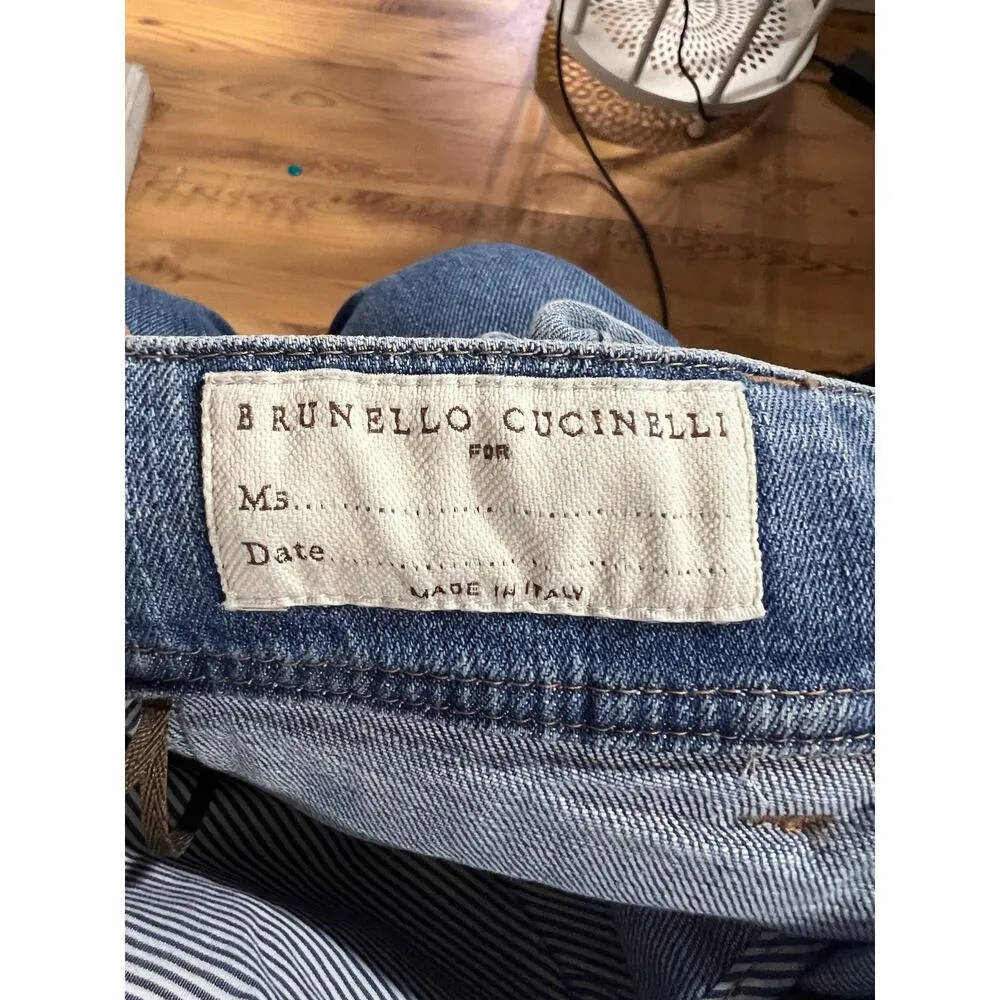 BRUNELLO CUCINELLI
FOR
Ms..............................
Date..............................
MADE IN ITALY